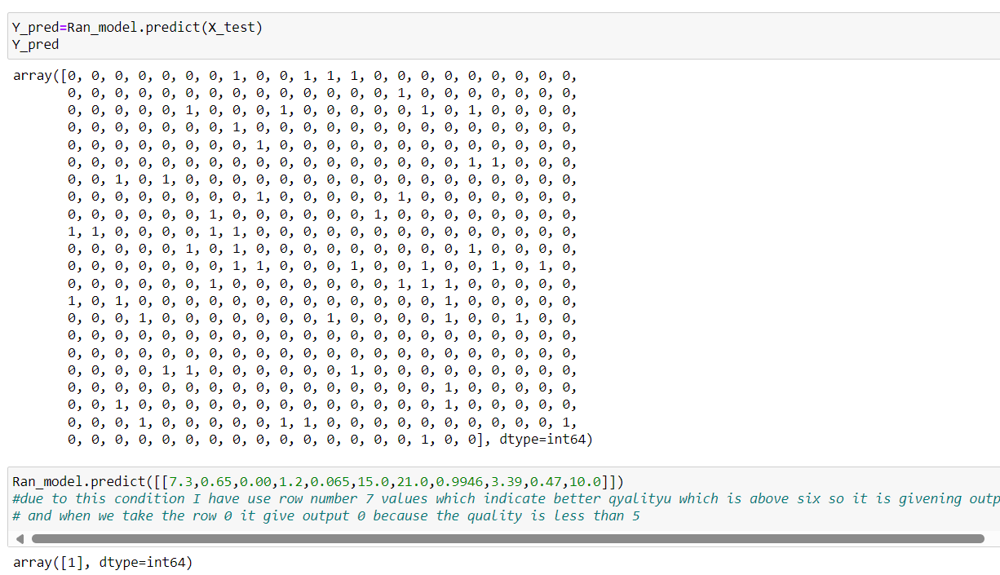 Y_pred=Ran_model.predict(X_test)
Y_pred
array([0, 0, 0, 0, 0, 0, 0, 1, 0, 0, 1, 1, 1, 0, 0, 0, 0, 0, 0, 0, 0, 0,
0, 0, 0, 0, 0, 0, 0, 0, 0, 0, 0, 0, 0, 0, 1, 0, 0, 0, 0, 0, 0, 0,
0, 0, 0, 0, 0, 1, 0, 0, 0, 1, 0, 0, 0, 0, 0, 1, 0, 1, 0, 0, 0, 0,
0, 0, 0, 0, 0, 0, 0, 1, 0, 0, 0, 0, 0, 0, 0, 0, 0, 0, 0, 0, 0, 0,
0, 0, 0, 0, 0, 0, 0, 0, 1, 0, 0, 0, 0, 0, 0, 0, 0, 0, 0, 0, 0, 0,
0, 0, 0, 0, 0, 0, 0, 0, 0, 0, 0, 0, 0, 0, 0, 0, 0, 1, 1, 0, 0, 0,
0, 0, 1, 0, 1, 0, 0, 0, 0, 0, 0, 0, 0, 0, 0, 0, 0, 0, 0, 0, 0, 0,
0, 0, 0, 0, 0, 0, 0, 0, 1, 0, 0, 0, 0, 0, 1, 0, 0, 0, 0, 0, 0, 0,
0, 0, 0, 0, 0, 0, 1, 0, 0, 0, 0, 0, 0, 1, 0, 0, 0, 0, 0, 0, 0, 0,
1, 1, 0, 0, 0, 0, 1, 1, 0, 0, 0, 0, 0, 0, 0, 0, 0, 0, 0, 0, 0, 0,
0, 0, 0, 0, 0, 1, 0, 1, 0, 0, 0, 0, 0, 0, 0, 0, 0, 1, 0, 0, 0, 0,
0, 0, 0, 0, 0, 0, 0, 1, 1, 0, 0, 0, 1, 0, 0, 1, 0, 0, 1, 0, 1, 0,
0, 0, 0, 0, 0, 0, 1, 0, 0, 0, 0, 0, 0, 0, 1, 1, 1, 0, 0, 0, 0, 0,
1, 0, 1, 0, 0, 0, 0, 0, 0, 0, 0, 0, 0, 0, 0, 0, 1, 0, 0, 0, 0, 0,
0, 0, 0, 1, 0, 0, 0, 0, 0, 0, 0, 1, 0, 0, 0, 0, 1, 0, 0, 1, 0, 0,
0, 0, 0, 0, 0, 0, 0, 0, 0, 0, 0, 0, 0, 0, 0, 0, 0, 0, 0, 0, 0, 0,
0, 0, 0, 0, 0, 0, 0, 0, 0, 0, 0, 0, 0, 0, 0, 0, 0, 0, 0, 0, 0, 0,
0, 0, 0, 0, 1, 1, 0, 0, 0, 0, 0, 0, 1, 0, 0, 0, 0, 0, 0, 0, 0, 0,
0, 0, 0, 0, 0, 0, 0, 0, 0, 0, 0, 0, 0, 0, 0, 0, 1, 0, 0, 0, 0, 0,
0, 0, 1, 0, 0, 0, 0, 0, 0, 0, 0, 0, 0, 0, 0, 0, 1, 0, 0, 0, 0, 0,
0, 0, 0, 1, 0, 0, 0, 0, 0, 1, 1, 0, 0, 0, 0, 0, 0, 0, 0, 0, 0, 1,
0, 0, 0, 0, 0, 0, 0, 0, 0, 0, 0, 0, 0, 0, 0, 1, 0, 0], dtype=int64)
Ran_model.predict([[7.3,0.65,0.00,1.2,0.065,15.0,21.0,0.9946,3.39,0.47,10.0]])
#due to this condition I have use row number 7 values which indicate better qyalityu which is above six so it is givening outp
# and when we take the row 0 it give output 0 because the quality is less than 5
array([1], dtype=int64)